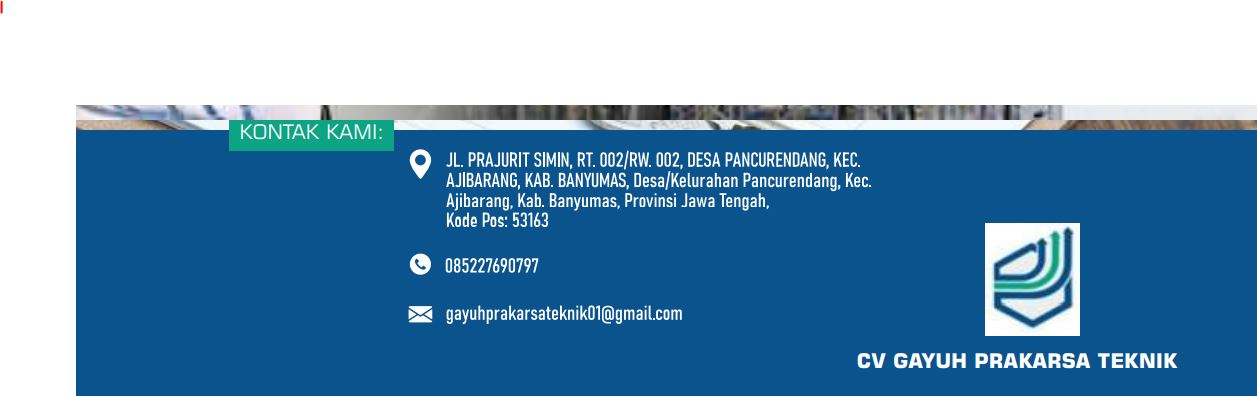 KONTAK KAMI:
JL. PRAJURIT SIMIN, RT. 002/RW. 002, DESA PANCURENDANG, KEC.
AJIBARANG, KAB. BANYUMAS, Desa/Kelurahan Pancurendang, Kec.
Ajibarang, Kab. Banyumas, Provinsi Jawa Tengah,
Kode Pos: 53163
085227690797
gayuhprakarsateknik01@gmail.com
CV GAYUH PRAKARSA TEKNIK